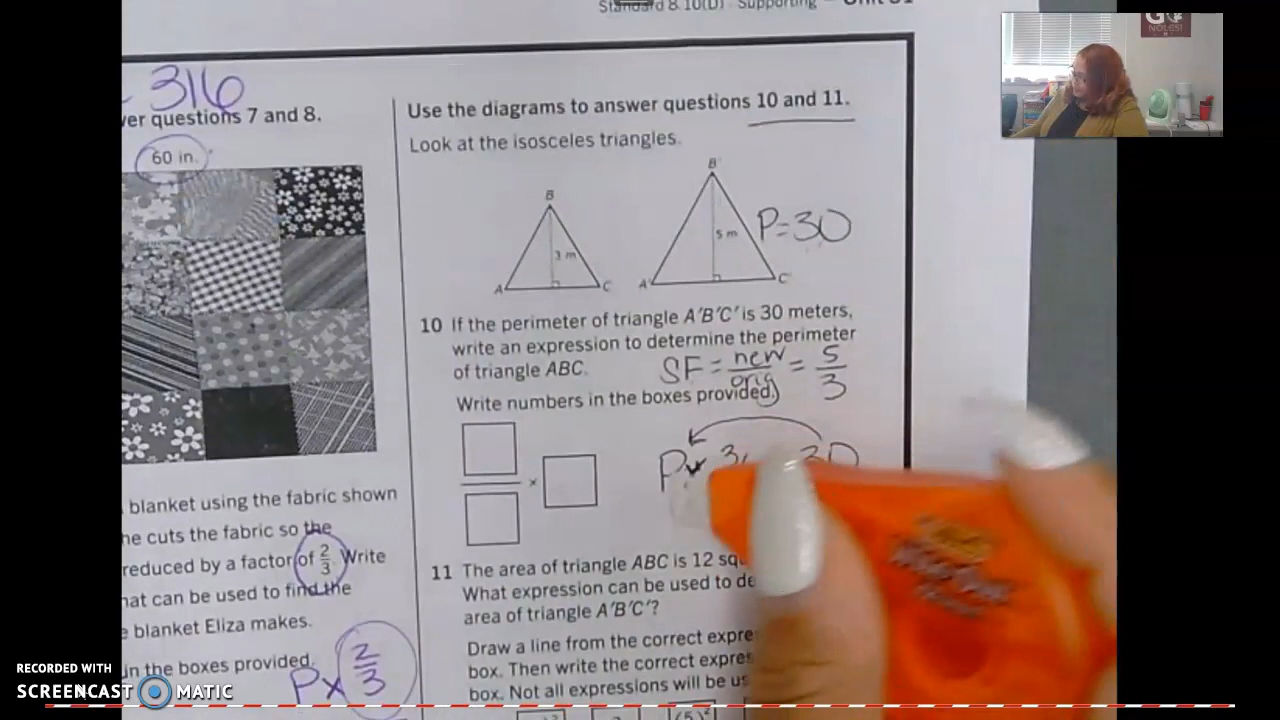 Standard 8.10(D) Supporting
316
ver questions 7 and 8.
60 in.
blanket using the fabric shown
he cuts the fabric so the
reduced by a factor of 2/3 Write
hat can be used to find the
e blanket Eliza makes.
in the boxes provided.
P x 2/3
Use the diagrams to answer questions 10 and 11.
Look at the isosceles triangles.
B
3 m
A C
B'
5 m
A' C'
P=30
10 If the perimeter of triangle A'B'C' is 30 meters,
write an expression to determine the perimeter
of triangle ABC.
SF = new/orig = 5/3
Write numbers in the boxes provided.
×
P x 3 30
11 The area of triangle ABC is 12 squ
What expression can be used to de
area of triangle A'B'C'?
Draw a line from the correct expre
box. Then write the correct expres
box. Not all expressions will be us
(5)²
NOLES!
RECORDED WITH
SCREENCAST MATIC